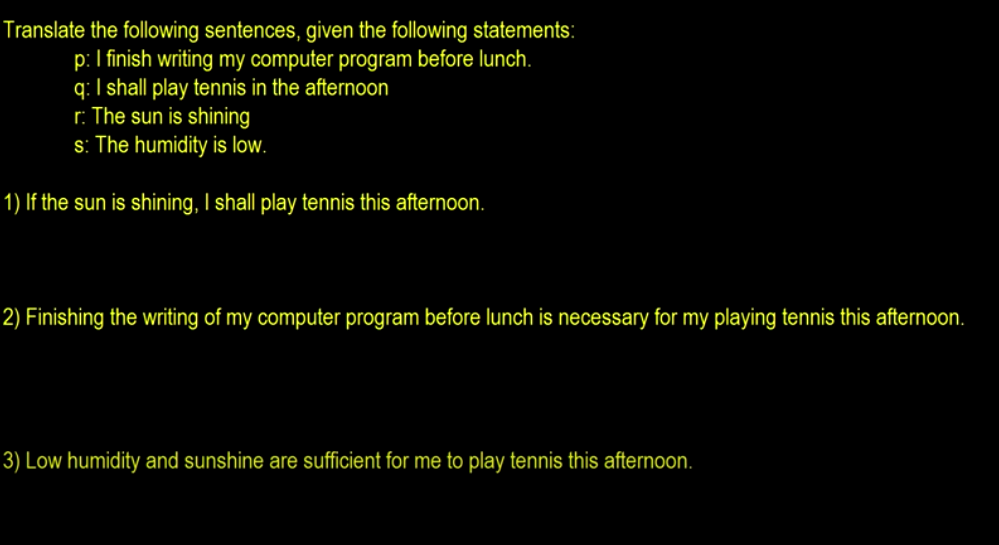 Translate the following sentences, given the following statements:
p: I finish writing my computer program before lunch.
q: I shall play tennis in the afternoon
r: The sun is shining
s: The humidity is low.
1) If the sun is shining, I shall play tennis this afternoon.
2) Finishing the writing of my computer program before lunch is necessary for my playing tennis this afternoon.
3) Low humidity and sunshine are sufficient for me to play tennis this afternoon.